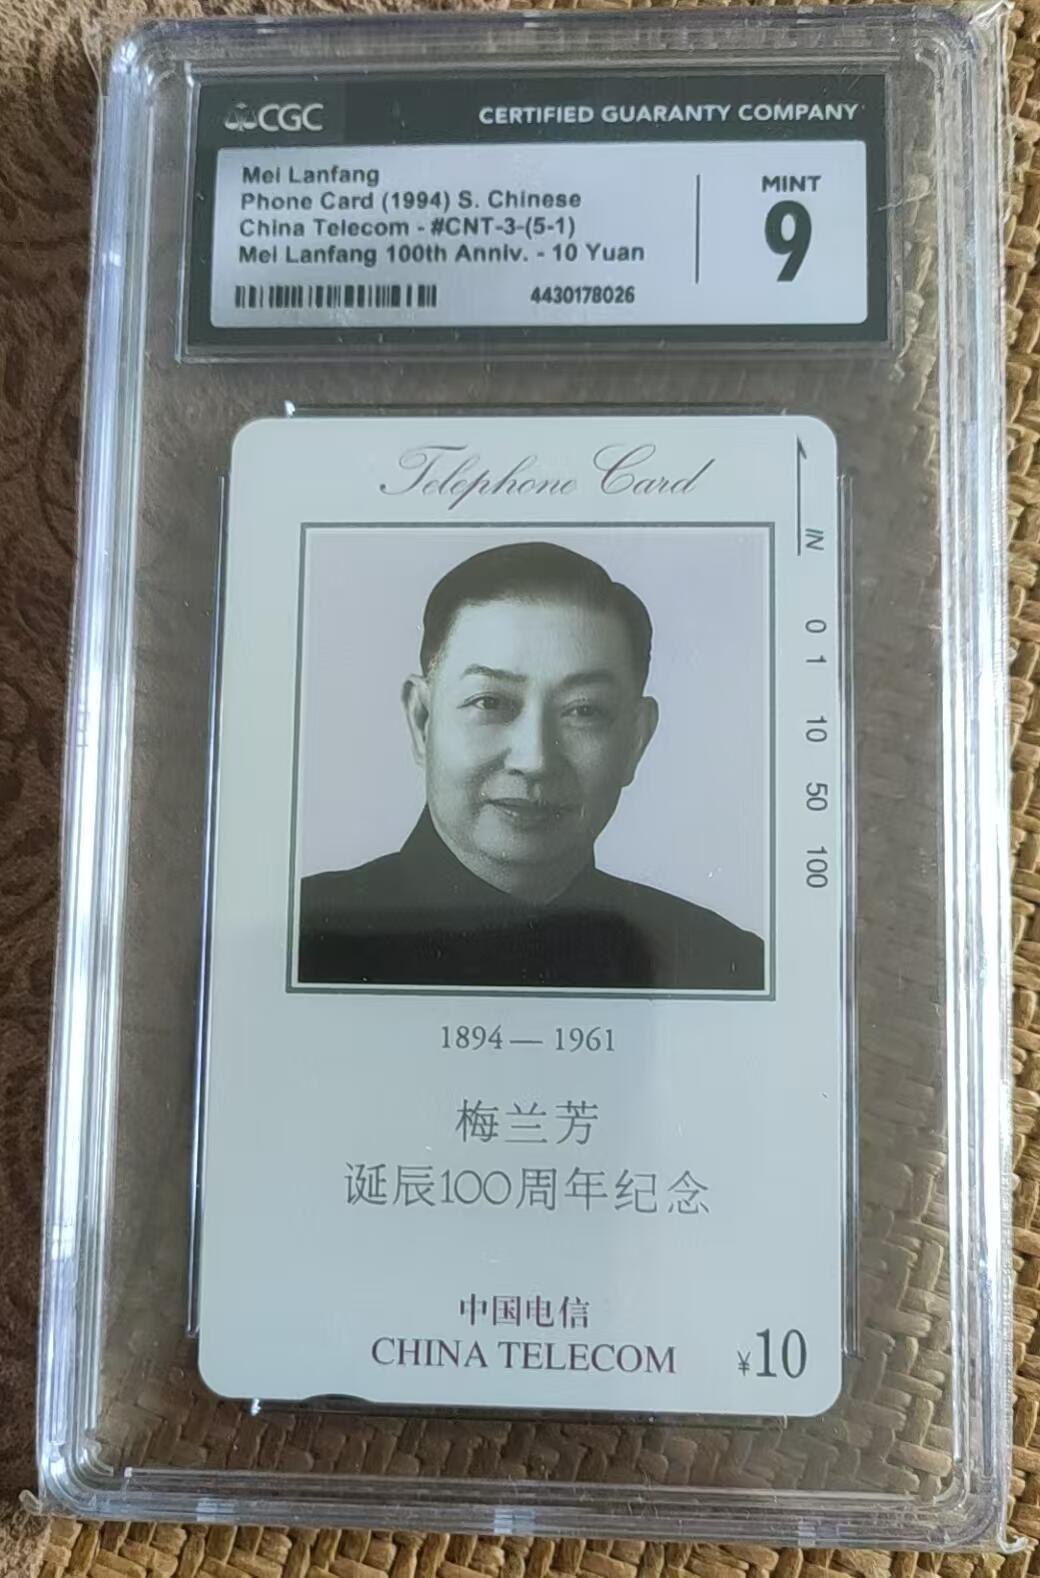 CGC CERTIFIED GUARANTY COMPANY
Mei Lanfang
Phone Card (1994) S. Chinese
China Telecom - #CNT-3-(5-1)
Mei Lanfang 100th Anniv. - 10 Yuan
4430178026
MINT
9
Telephone Card
IN 0 1 10 50 100
1894—1961
梅兰芳
诞辰100周年纪念
中国电信
CHINA TELECOM
¥10